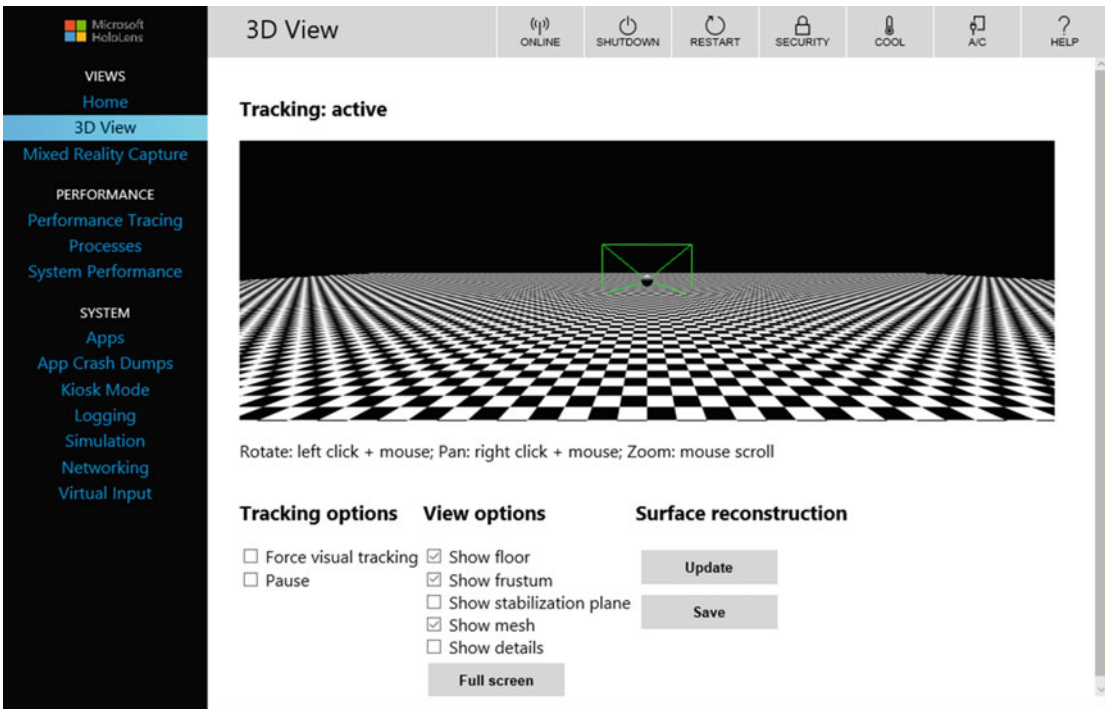 Microsoft
HoloLens
3D View
ONLINE
SHUTDOWN
RESTART
SECURITY
COOL
A/C
HELP
VIEWS
Home
3D View
Mixed Reality Capture
PERFORMANCE
Performance Tracing
Processes
System Performance
SYSTEM
Apps
App Crash Dumps
Kiosk Mode
Logging
Simulation
Networking
Virtual Input
Tracking: active
Rotate: left click + mouse; Pan: right click + mouse; Zoom: mouse scroll
Tracking options
Force visual tracking
Pause
View options
Show floor
Show frustum
Show stabilization plane
Show mesh
Show details
Full screen
Surface reconstruction
Update
Save